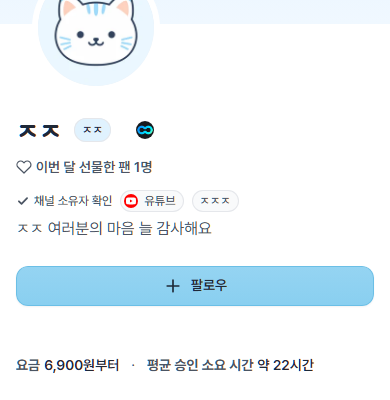 ㅈㅈ ㅈㅈ
이번 달 선물한 팬 1명
채널 소유자 확인 유튜브 ㅈㅈㅈ
ㅈㅈ 여러분의 마음 늘 감사해요
팔로우
요금 6,900원부터 · 평균 승인 소요 시간 약 22시간